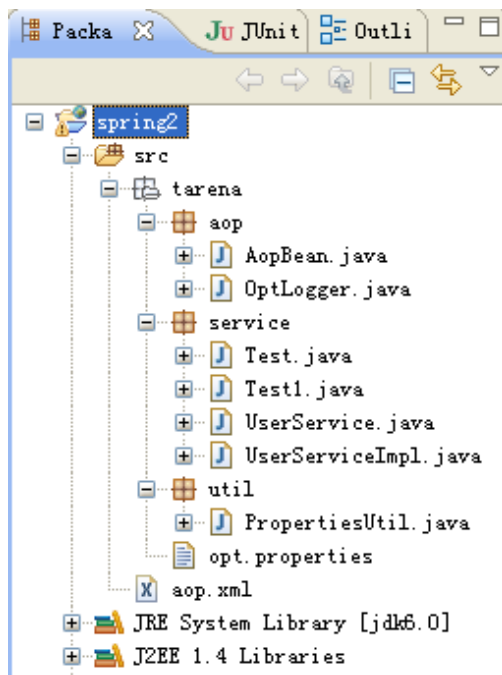 Packa JUnit Outli
spring2
src
tarena
aop
AopBean.java
OptLogger.java
service
Test.java
Test1.java
UserService.java
UserServiceImpl.java
util
PropertiesUtil.java
opt.properties
aop.xml
JRE System Library [jdk6.0]
J2EE 1.4 Libraries